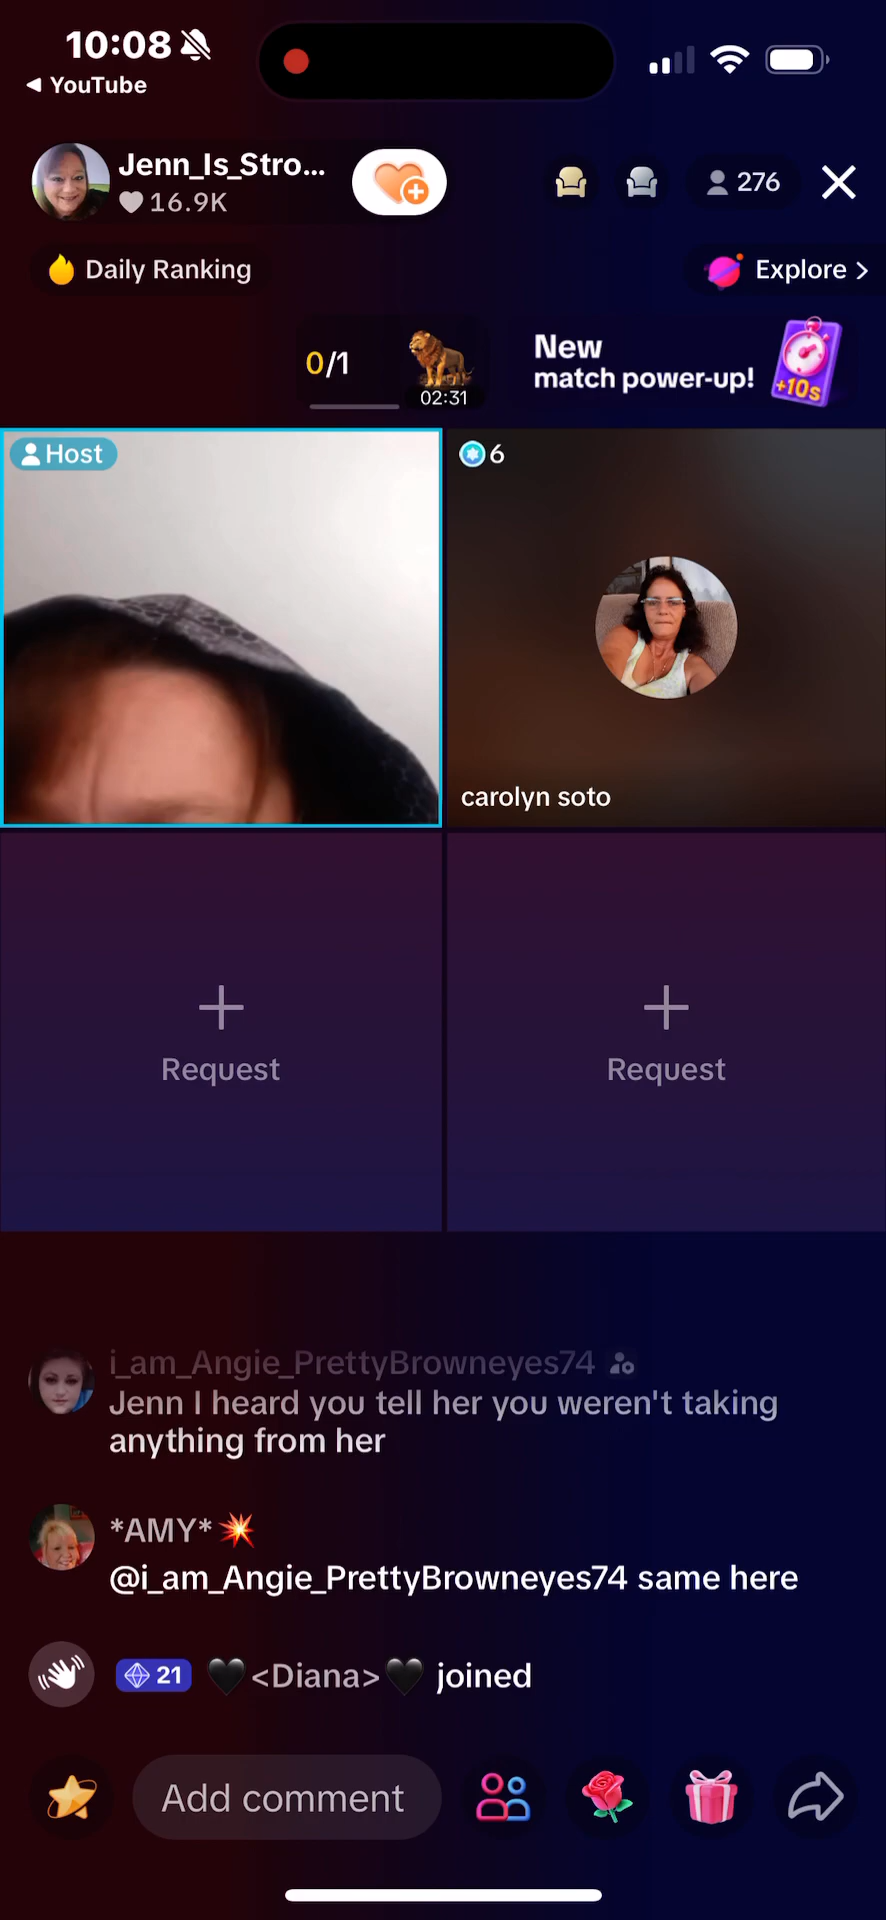 10:08
YouTube
Jenn_Is_Stro...
16.9K
276
Daily Ranking
Explore >
0/1
02:31
New
match power-up!
+10s
Host
6
carolyn soto
Request
Request
i_am_Angie_PrettyBrowneyes74
Jenn I heard you tell her you weren't taking
anything from her
*AMY*💥
@i_am_Angie_PrettyBrowneyes74 same here
21 🖤<Diana>🖤 joined
Add comment